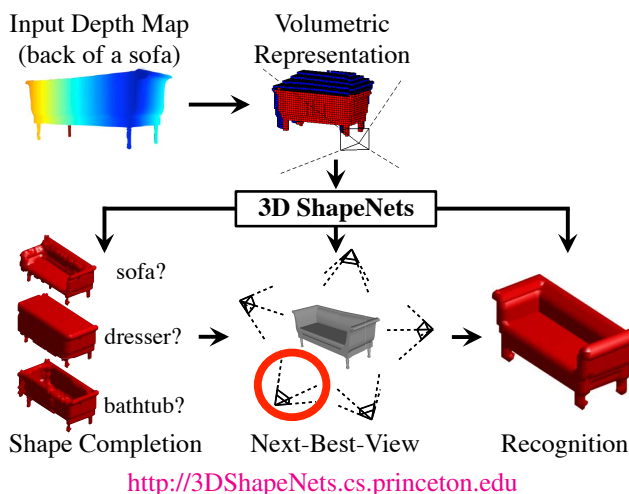 Input Depth Map
(back of a sofa)
Volumetric
Representation
3D ShapeNets
sofa?
dresser?
bathtub?
Shape Completion
Next-Best-View
Recognition
http://3DShapeNets.cs.princeton.edu